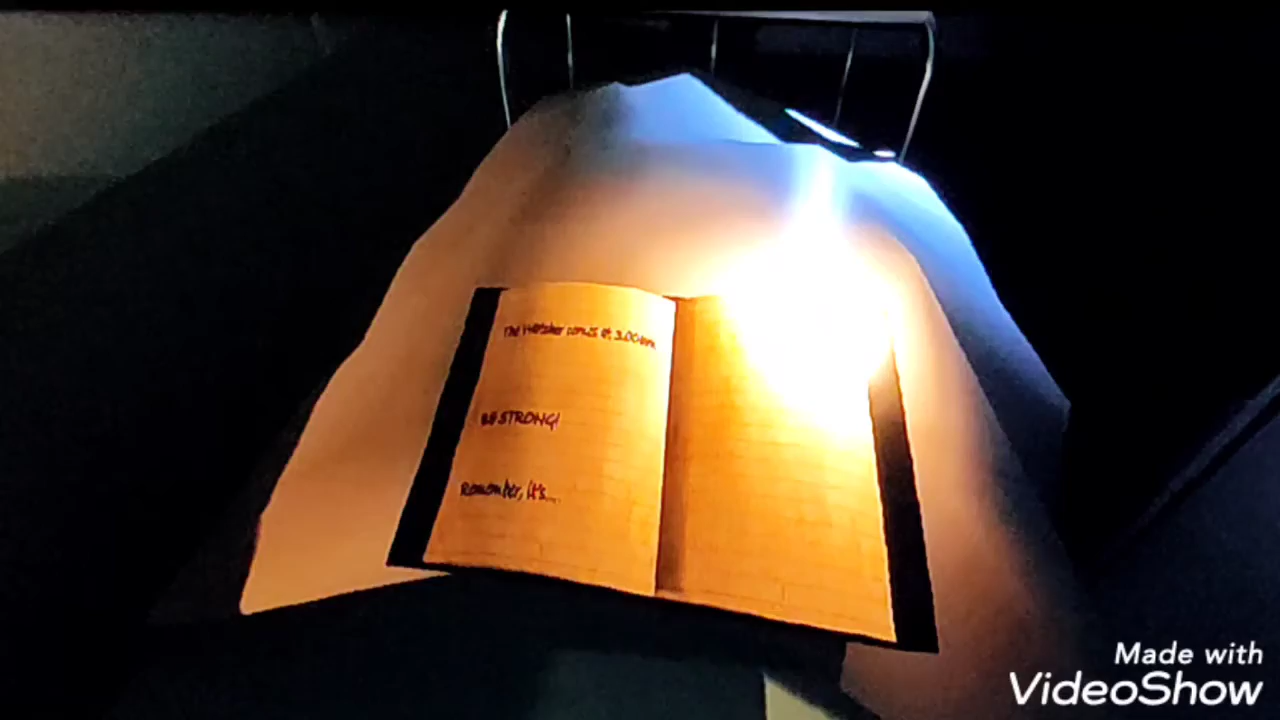 The Watcher comes at 3.00am
BE STRONG!
Remember, it's....
Made with
VideoShow